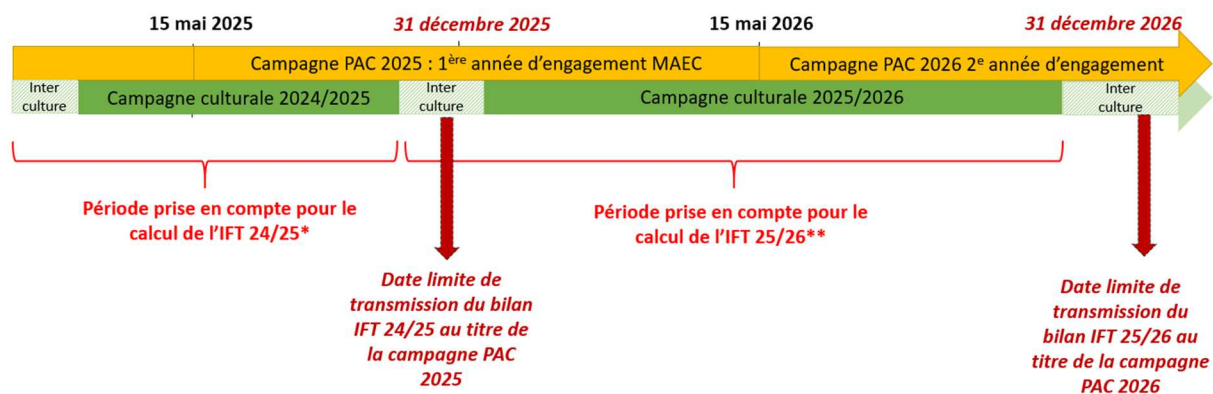 15 mai 2025
31 décembre 2025
15 mai 2026
31 décembre 2026
Campagne PAC 2025 : 1ère année d’engagement MAEC
Campagne PAC 2026 2e année d’engagement
Inter
culture
Campagne culturale 2024/2025
Inter
culture
Campagne culturale 2025/2026
Inter
culture
Période prise en compte pour le
calcul de l’IFT 24/25*
Période prise en compte pour le
calcul de l’IFT 25/26**
Date limite de
transmission du bilan
IFT 24/25 au titre de
la campagne PAC
2025
Date limite de
transmission du
bilan IFT 25/26 au
titre de la campagne
PAC 2026